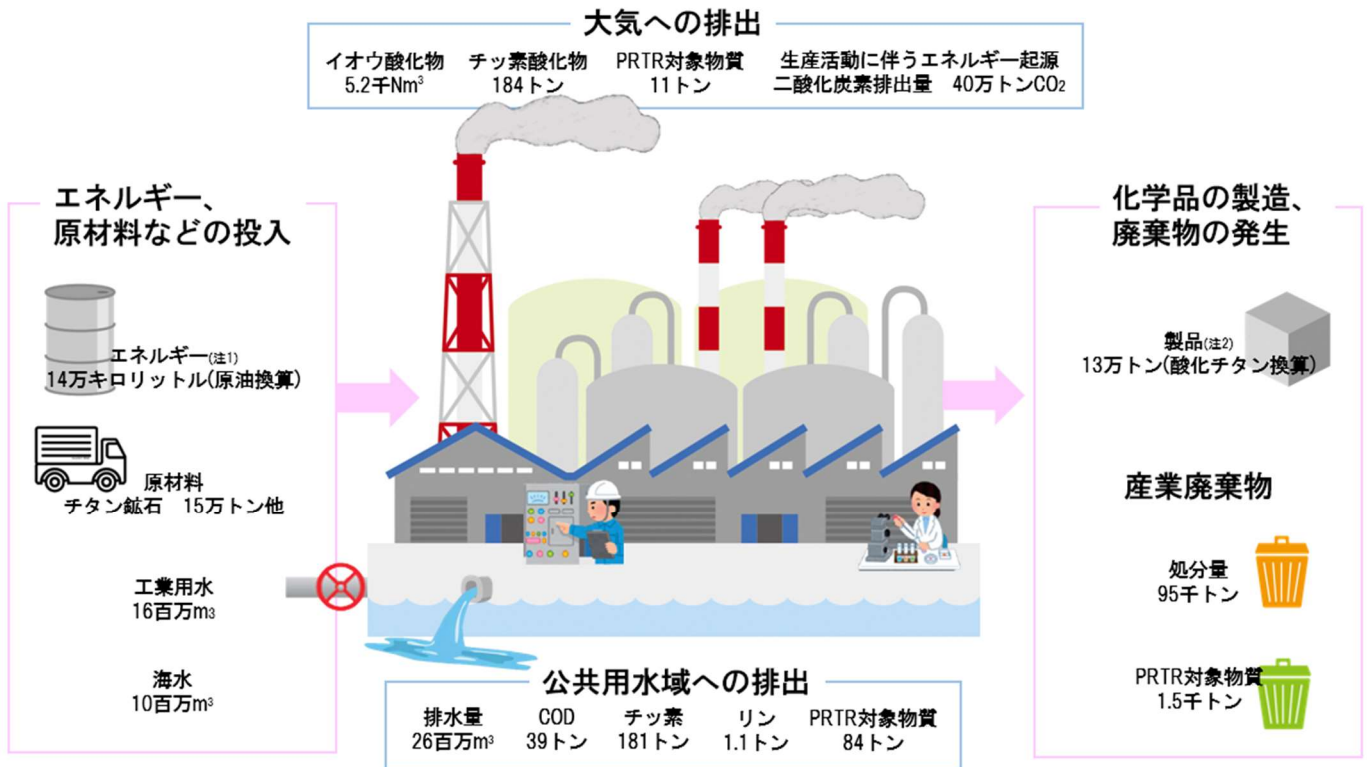 大気への排出
イオウ酸化物 チッ素酸化物 PRTR対象物質 生産活動に伴うエネルギー起源
5.2千Nm³ 184トン 11トン 二酸化炭素排出量 40万トンCO₂
エネルギー、
原材料などの投入
エネルギー(注1)
14万キロリットル(原油換算)
原材料
チタン鉱石 15万トン他
工業用水
16百万m₃
海水
10百万m³
化学品の製造、
廃棄物の発生
製品(注2)
13万トン(酸化チタン換算)
産業廃棄物
処分量
95千トン
PRTR対象物質
1.5千トン
公共用水域への排出
排水量 COD チッ素 リン PRTR対象物質
26百万m³ 39トン 181トン 1.1トン 84トン